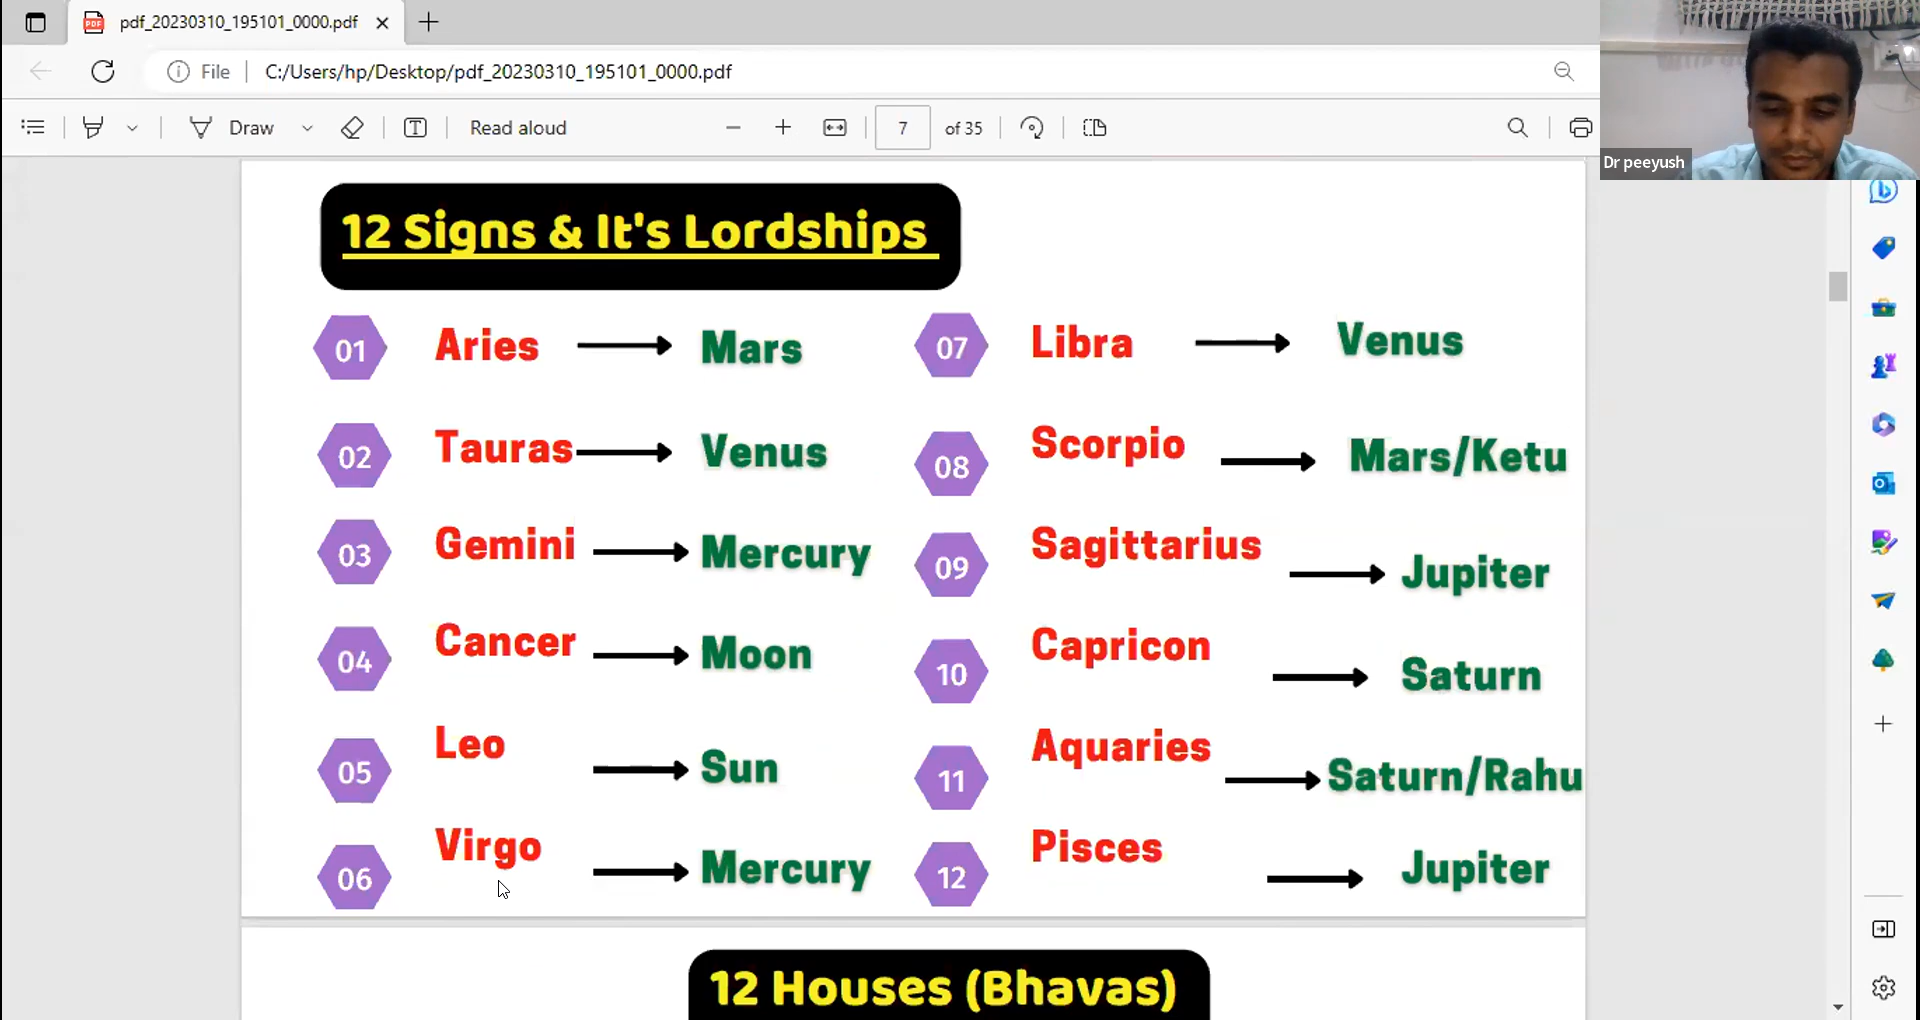 pdf_20230310_195101_0000.pdf
File
C:/Users/hp/Desktop/pdf_20230310_195101_0000.pdf
Draw
Read aloud
7 of 35
Dr peeyush
12 Signs & It's Lordships
01 Aries Mars
02 Tauras Venus
03 Gemini Mercury
04 Cancer Moon
05 Leo Sun
06 Virgo Mercury
07 Libra Venus
08 Scorpio Mars/Ketu
09 Sagittarius Jupiter
10 Capricon Saturn
11 Aquaries Saturn/Rahu
12 Pisces Jupiter
12 Houses (Bhavas)